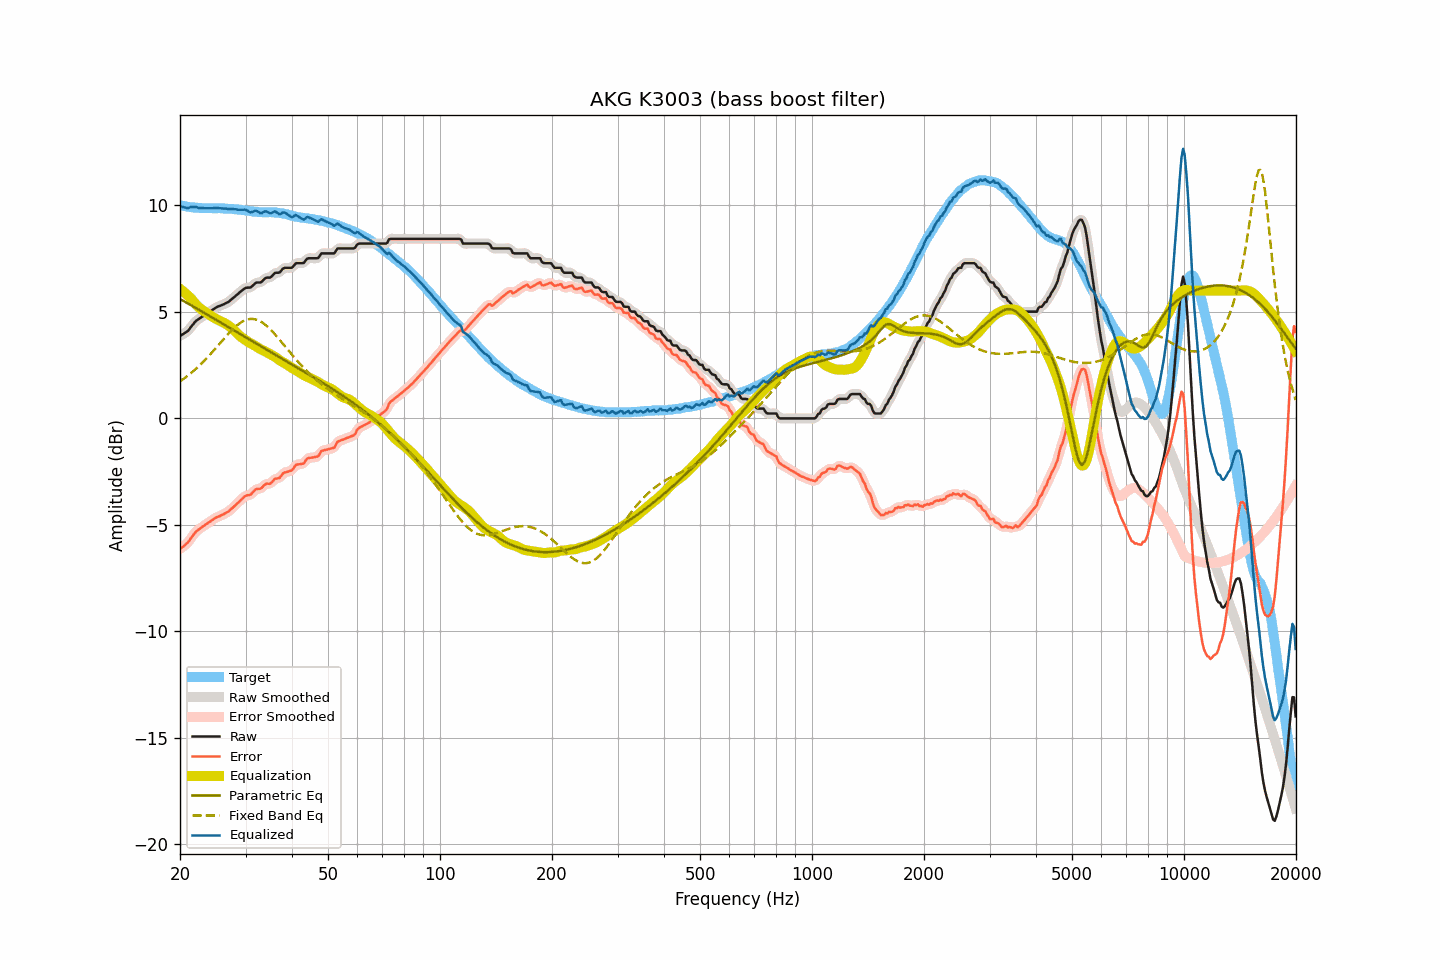 AKG K3003 (bass boost filter)
Amplitude (dBr)
10
5
0
−5
−10
−15
−20
Target
Raw Smoothed
Error Smoothed
Raw
Error
Equalization
Parametric Eq
Fixed Band Eq
Equalized
20 50 100 200 500 1000 2000 5000 10000 20000
Frequency (Hz)